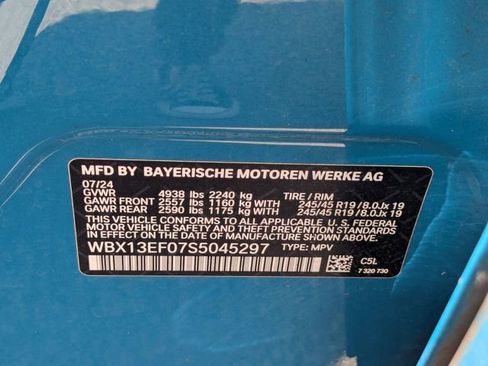 MFD BY BAYERISCHE MOTOREN WERKE AG
07/24
GVWR 4938 lbs 2240 kg TIRE / RIM
GAWR FRONT 2557 lbs 1160 kg WITH 245/45 R19 /8.0Jx 19
GAWR REAR 2590 lbs 1175 kg WITH 245/45 R19 /8.0Jx 19
THIS VEHICLE CONFORMS TO ALL APPLICABLE U.S. FEDERAL
MOTOR VEHICLE SAFETY, BUMPER, AND THEFT PREVENTION STANDARDS
IN EFFECT ON THE DATE OF MANUFACTURE SHOWN ABOVE.
WBX13EF07S5045297 TYPE: MPV
C5L
7 320 730